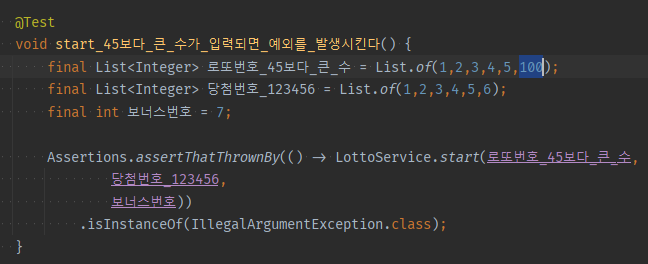 @Test
void start_45보다_큰_수가_입력되면_예외를_발생시킨다() {
final List<Integer> 로또번호_45보다_큰_수 = List.of(1,2,3,4,5,100);
final List<Integer> 당첨번호_123456 = List.of(1,2,3,4,5,6);
final int 보너스번호 = 7;
Assertions.assertThatThrownBy(() → LottoService.start(로또번호_45보다_큰_수,
당첨번호_123456,
보너스번호))
.isInstanceOf(IllegalArgumentException.class);
}